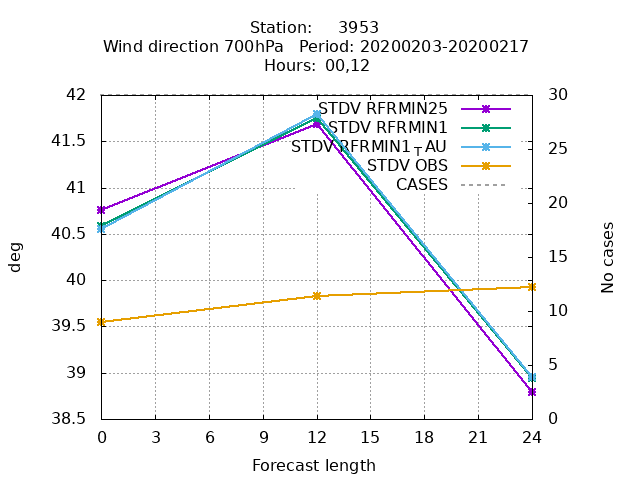 Station:     3953
Wind direction 700hPa   Period: 20200203-20200217
Hours: 00,12
STDV RFRMIN25
STDV RFRMIN1
STDV RFRMIN1┬AU
STDV OBS
CASES
42
41.5
41
40.5
40
39.5
39
38.5
deg
30
25
20
15
10
5
0
No cases
0 3 6 9 12 15 18 21 24
Forecast length